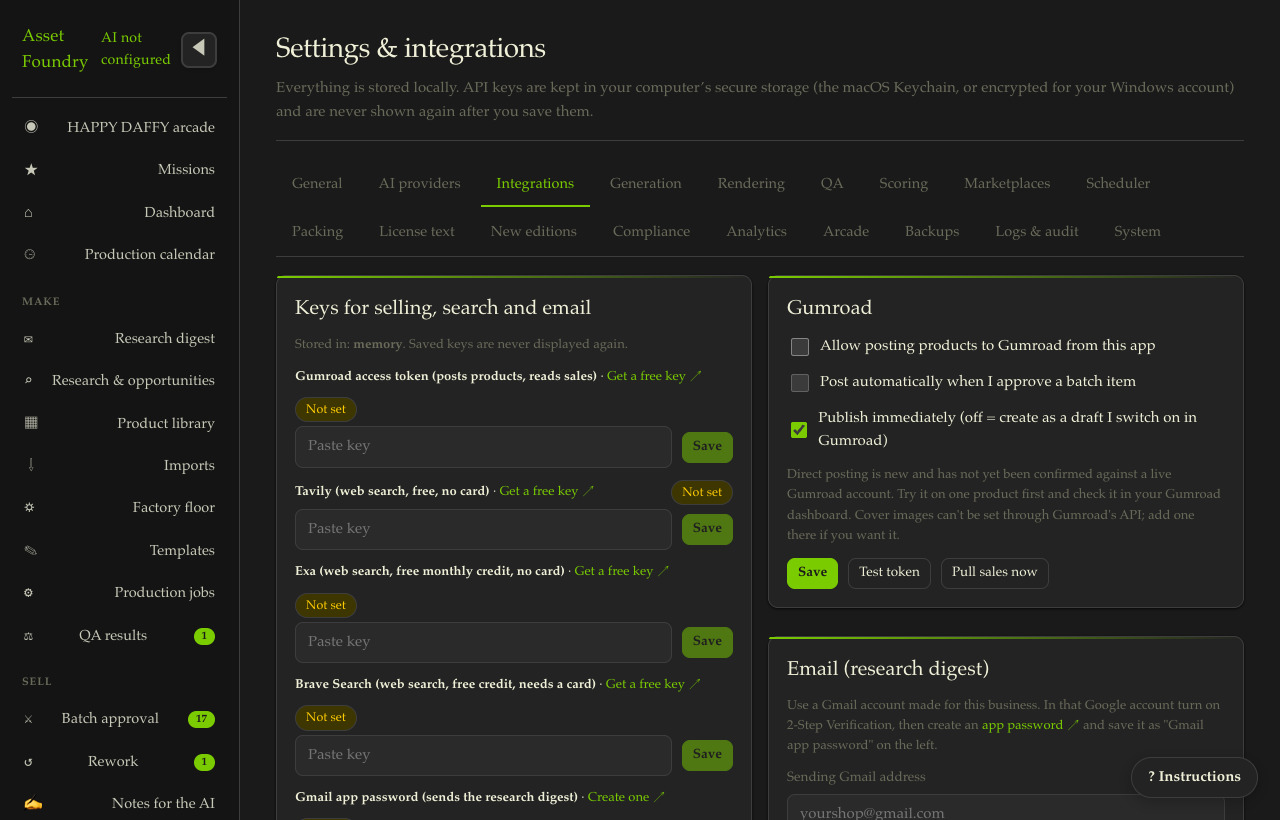 Asset
Foundry
AI not
configured
HAPPY DAFFY arcade
Missions
Dashboard
Production calendar
MAKE
Research digest
Research & opportunities
Product library
Imports
Factory floor
Templates
Production jobs
QA results 1
SELL
Batch approval 17
Rework 1
Notes for the AI
Settings & integrations
Everything is stored locally. API keys are kept in your computer’s secure storage (the macOS Keychain, or encrypted for your Windows account)
and are never shown again after you save them.
General AI providers Integrations Generation Rendering QA Scoring Marketplaces Scheduler
Packing License text New editions Compliance Analytics Arcade Backups Logs & audit System
Keys for selling, search and email
Stored in: memory. Saved keys are never displayed again.
Gumroad access token (posts products, reads sales) · Get a free key ↗
Not set
Paste key Save
Tavily (web search, free, no card) · Get a free key ↗ Not set
Paste key Save
Exa (web search, free monthly credit, no card) · Get a free key ↗
Not set
Paste key Save
Brave Search (web search, free credit, needs a card) · Get a free key ↗
Not set
Paste key Save
Gmail app password (sends the research digest) · Create one ↗
Gumroad
Allow posting products to Gumroad from this app
Post automatically when I approve a batch item
Publish immediately (off = create as a draft I switch on in
Gumroad)
Direct posting is new and has not yet been confirmed against a live
Gumroad account. Try it on one product first and check it in your Gumroad
dashboard. Cover images can't be set through Gumroad's API; add one
there if you want it.
Save Test token Pull sales now
Email (research digest)
Use a Gmail account made for this business. In that Google account turn on
2-Step Verification, then create an app password ↗ and save it as "Gmail
app password" on the left.
Sending Gmail address
yourshop@gmail.com
? Instructions